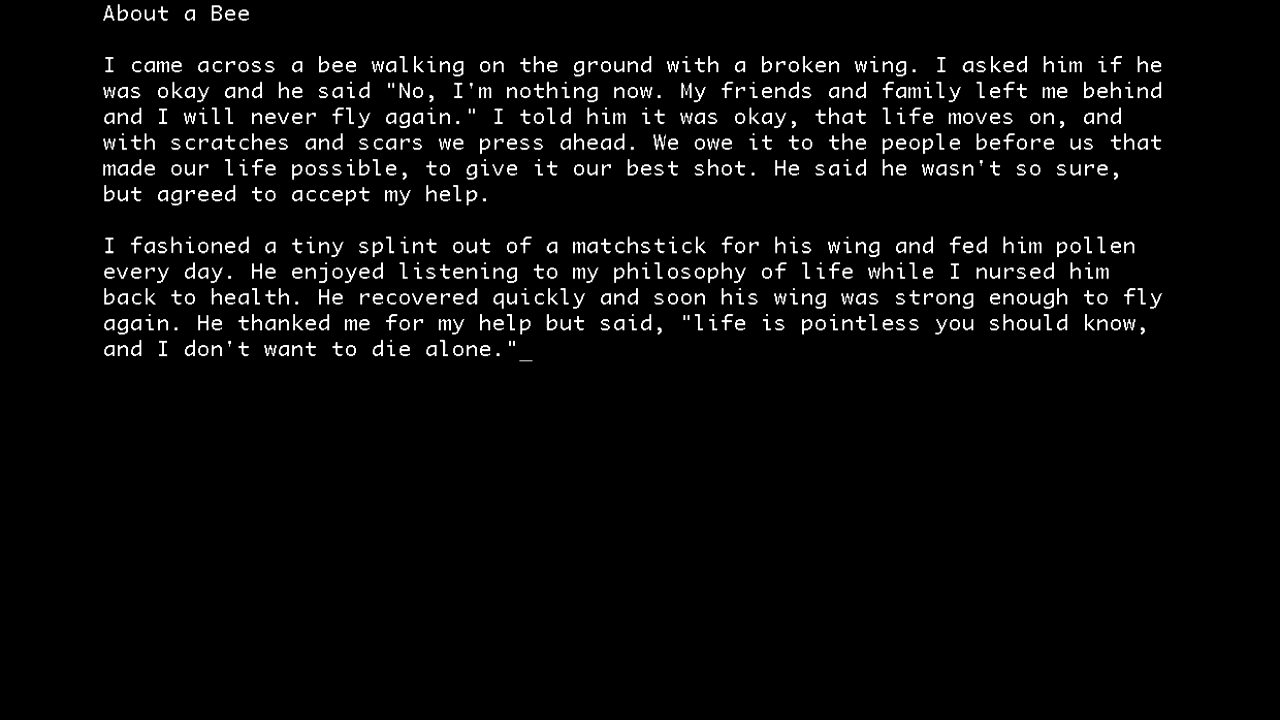 About a Bee
I came across a bee walking on the ground with a broken wing. I asked him if he
was okay and he said "No, I'm nothing now. My friends and family left me behind
and I will never fly again." I told him it was okay, that life moves on, and
with scratches and scars we press ahead. We owe it to the people before us that
made our life possible, to give it our best shot. He said he wasn't so sure,
but agreed to accept my help.
I fashioned a tiny splint out of a matchstick for his wing and fed him pollen
every day. He enjoyed listening to my philosophy of life while I nursed him
back to health. He recovered quickly and soon his wing was strong enough to fly
again. He thanked me for my help but said, "life is pointless you should know,
and I don't want to die alone."_